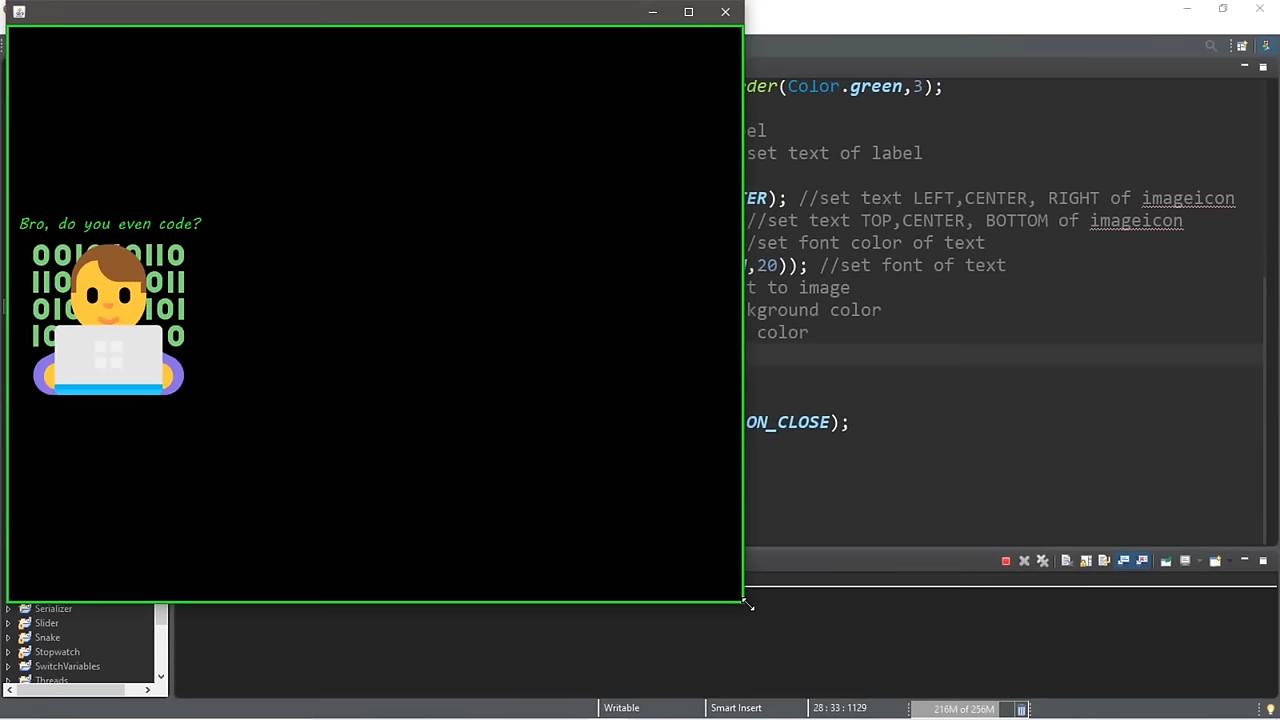 der(Color.green,3);
el
set text of label
ER); //set text LEFT,CENTER, RIGHT of imageicon
//set text TOP,CENTER, BOTTOM of imageicon
Bro, do you even code?
//set font color of text
,20)); //set font of text
t to image
kground color
color
ON_CLOSE);
Serializer
Slider
Snake
Stopwatch
SwitchVariables
Threads
Writable
Smart Insert
28 : 33 : 1129
216M of 256M